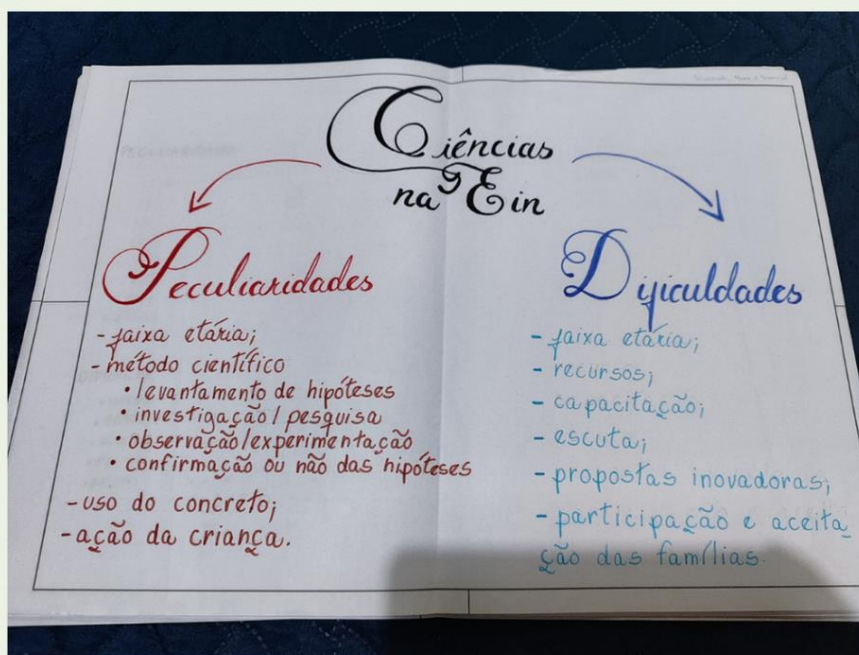 Ciências
na Ein
Peculiaridades
- faixa etária;
- método científico
• levantamento de hipóteses
• investigação/pesquisa
• observação/experimentação
• confirmação ou não das hipóteses
- uso do concreto;
- ação da criança.
Dificuldades
- faixa etária;
- recursos;
- capacitação;
- escuta;
- propostas inovadoras;
- participação e aceita
ção das famílias.